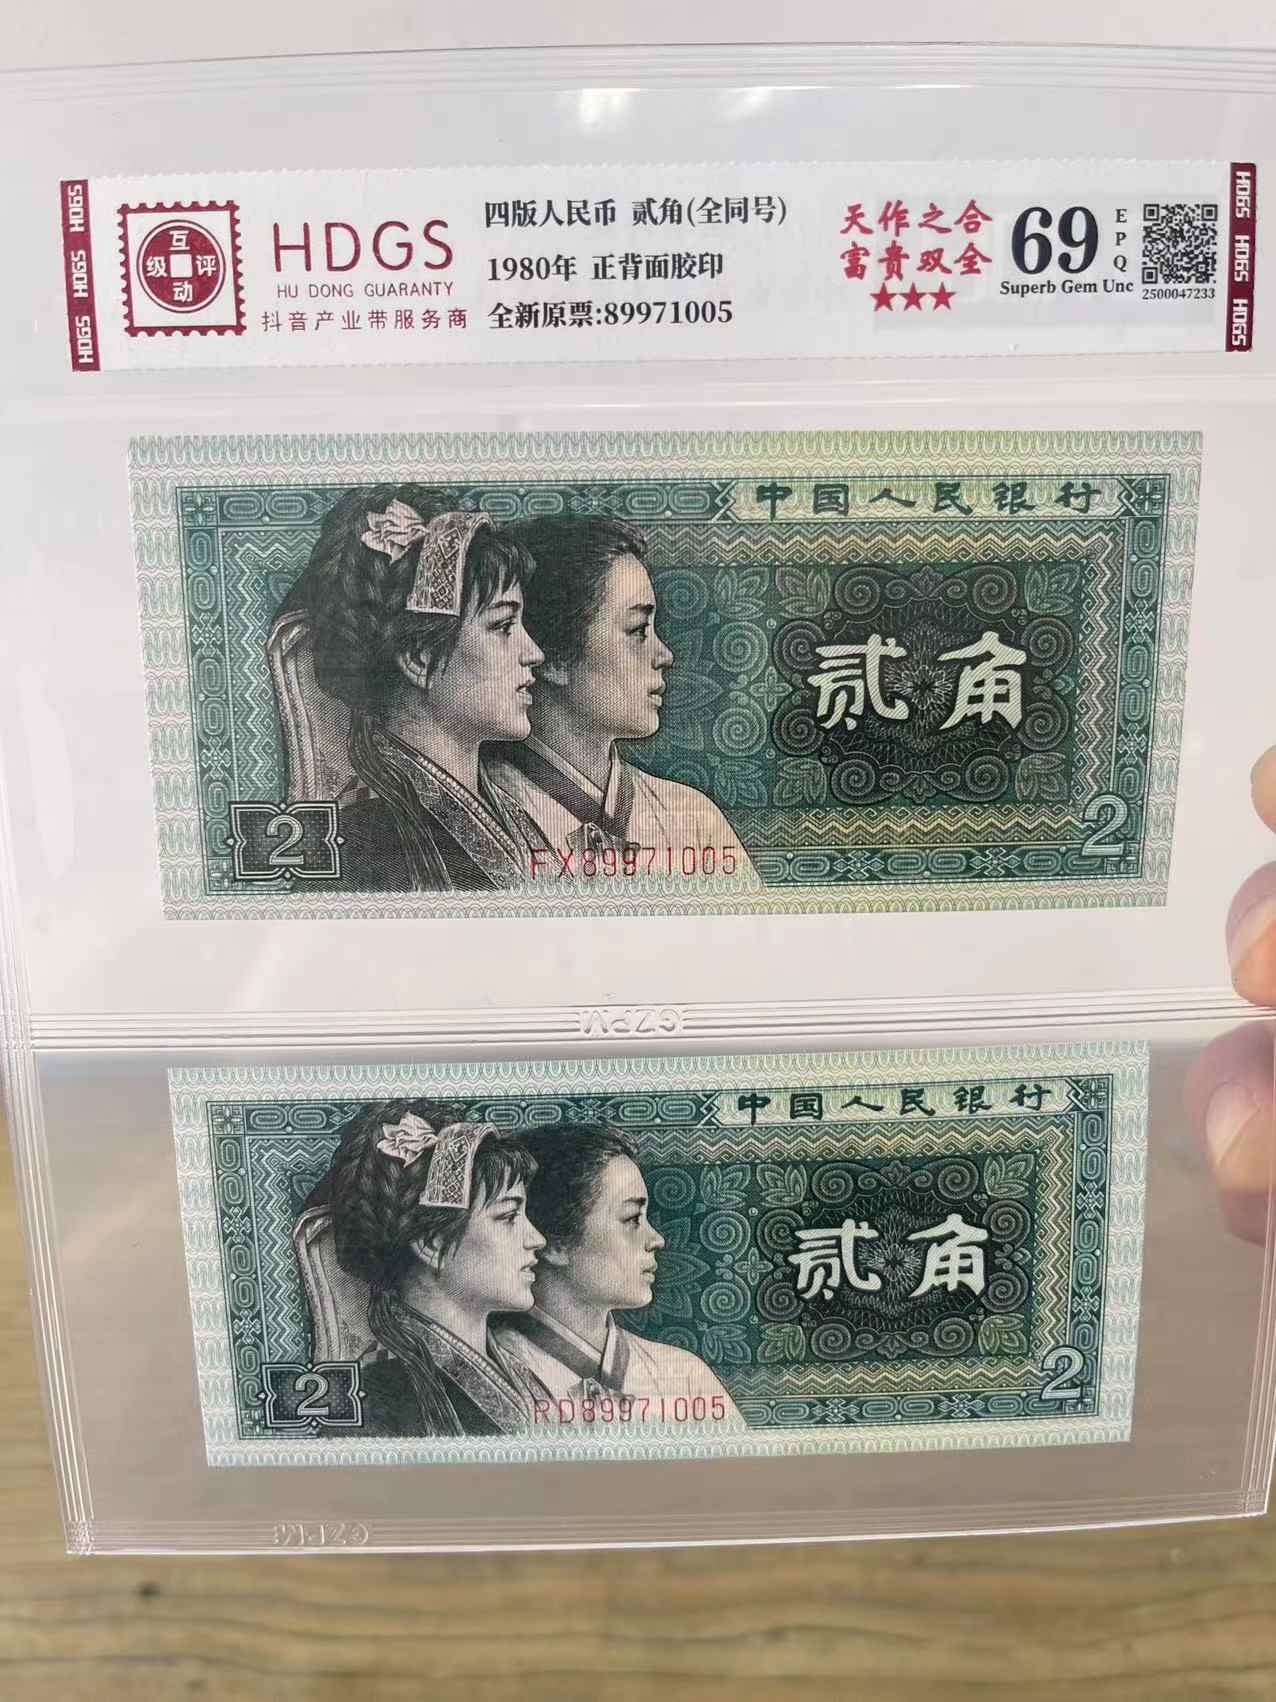 HDGS
HDGS
HDGS
互
级 评
动
HDGS
HU DONG GUARANTY
抖音产业带服务商
四版人民币 贰角(全同号)
1980年 正背面胶印
全新原票:89971005
天作之合
富贵双全
★★★
69
EPQ
Superb Gem Unc
2500047233
HDGS
HDGS
HDGS
中国人民银行
贰角
2
2
FX89971005
GZPM
中国人民银行
贰角
2
2
RD89971005
GZPM